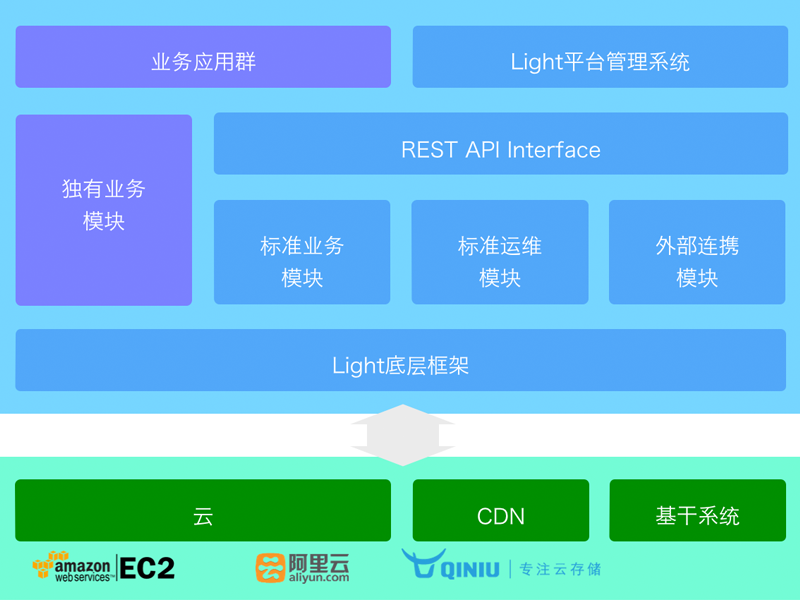 业务应用群
Light平台管理系统
REST API Interface
独有业务
模块
标准业务
模块
标准运维
模块
外部连携
模块
Light底层框架
云
CDN
基干系统
amazon
web services™
EC2
阿里云
aliyun.com
QINIU
专注云存储